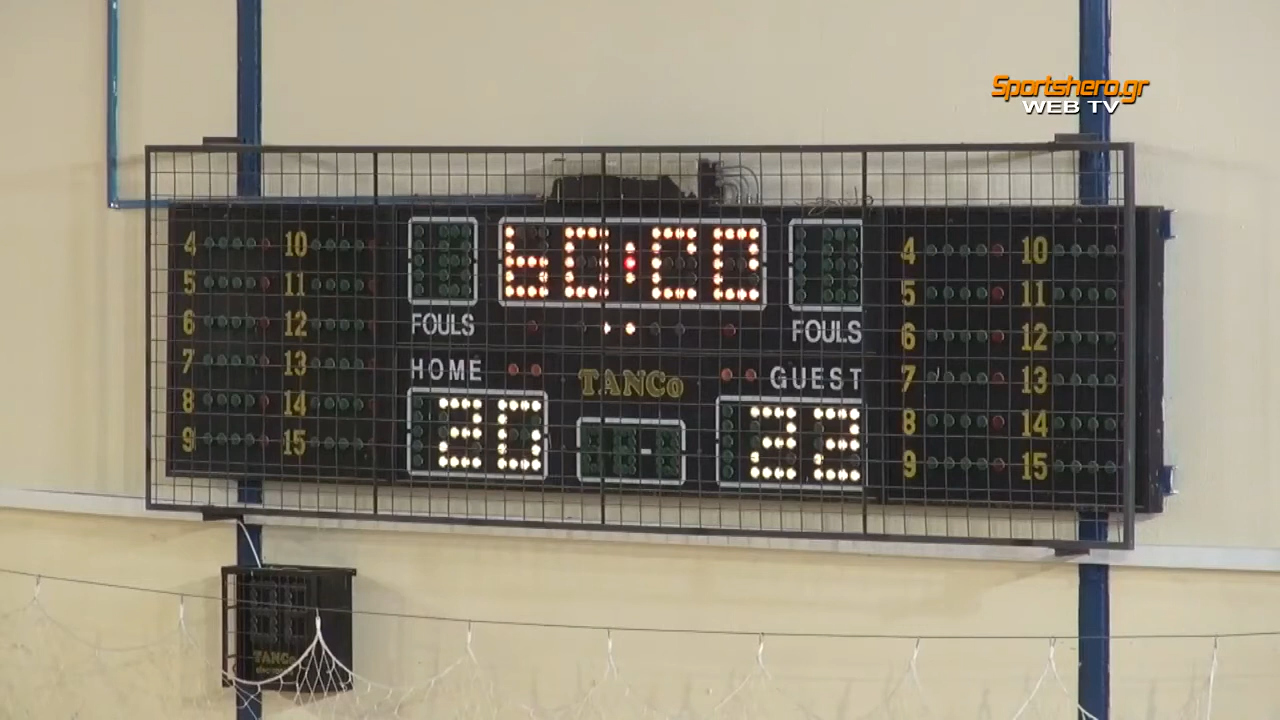 Sportshero.gr
WEB TV
4 10
5 11
6 12
7 13
8 14
9 15
60:00
FOULS FOULS
HOME TANCo GUEST
20 22
4 10
5 11
6 12
7 13
8 14
9 15
TANCo